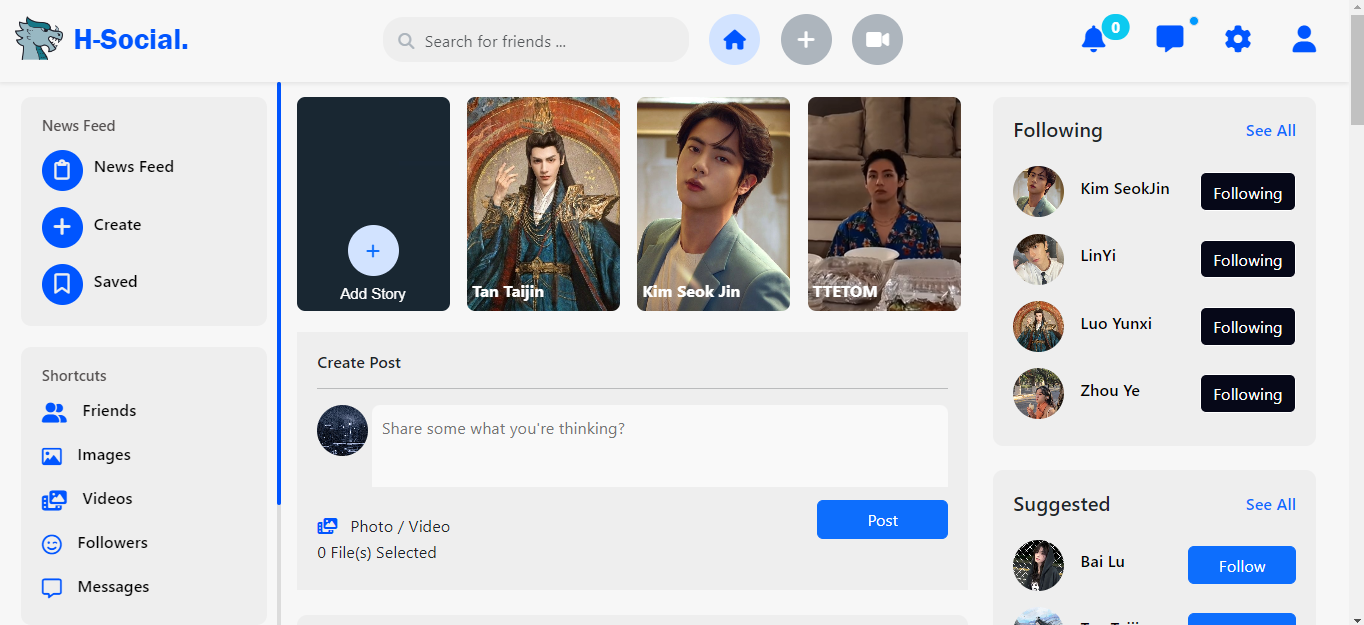 H-Social.
Search for friends ...
0
News Feed
News Feed
Create
Saved
Shortcuts
Friends
Images
Videos
Followers
Messages
Add Story
Tan Taijin
Kim Seok Jin
TTETOM
Create Post
Share some what you're thinking?
Photo / Video
0 File(s) Selected
Post
Following
See All
Kim SeokJin
Following
LinYi
Following
Luo Yunxi
Following
Zhou Ye
Following
Suggested
See All
Bai Lu
Follow